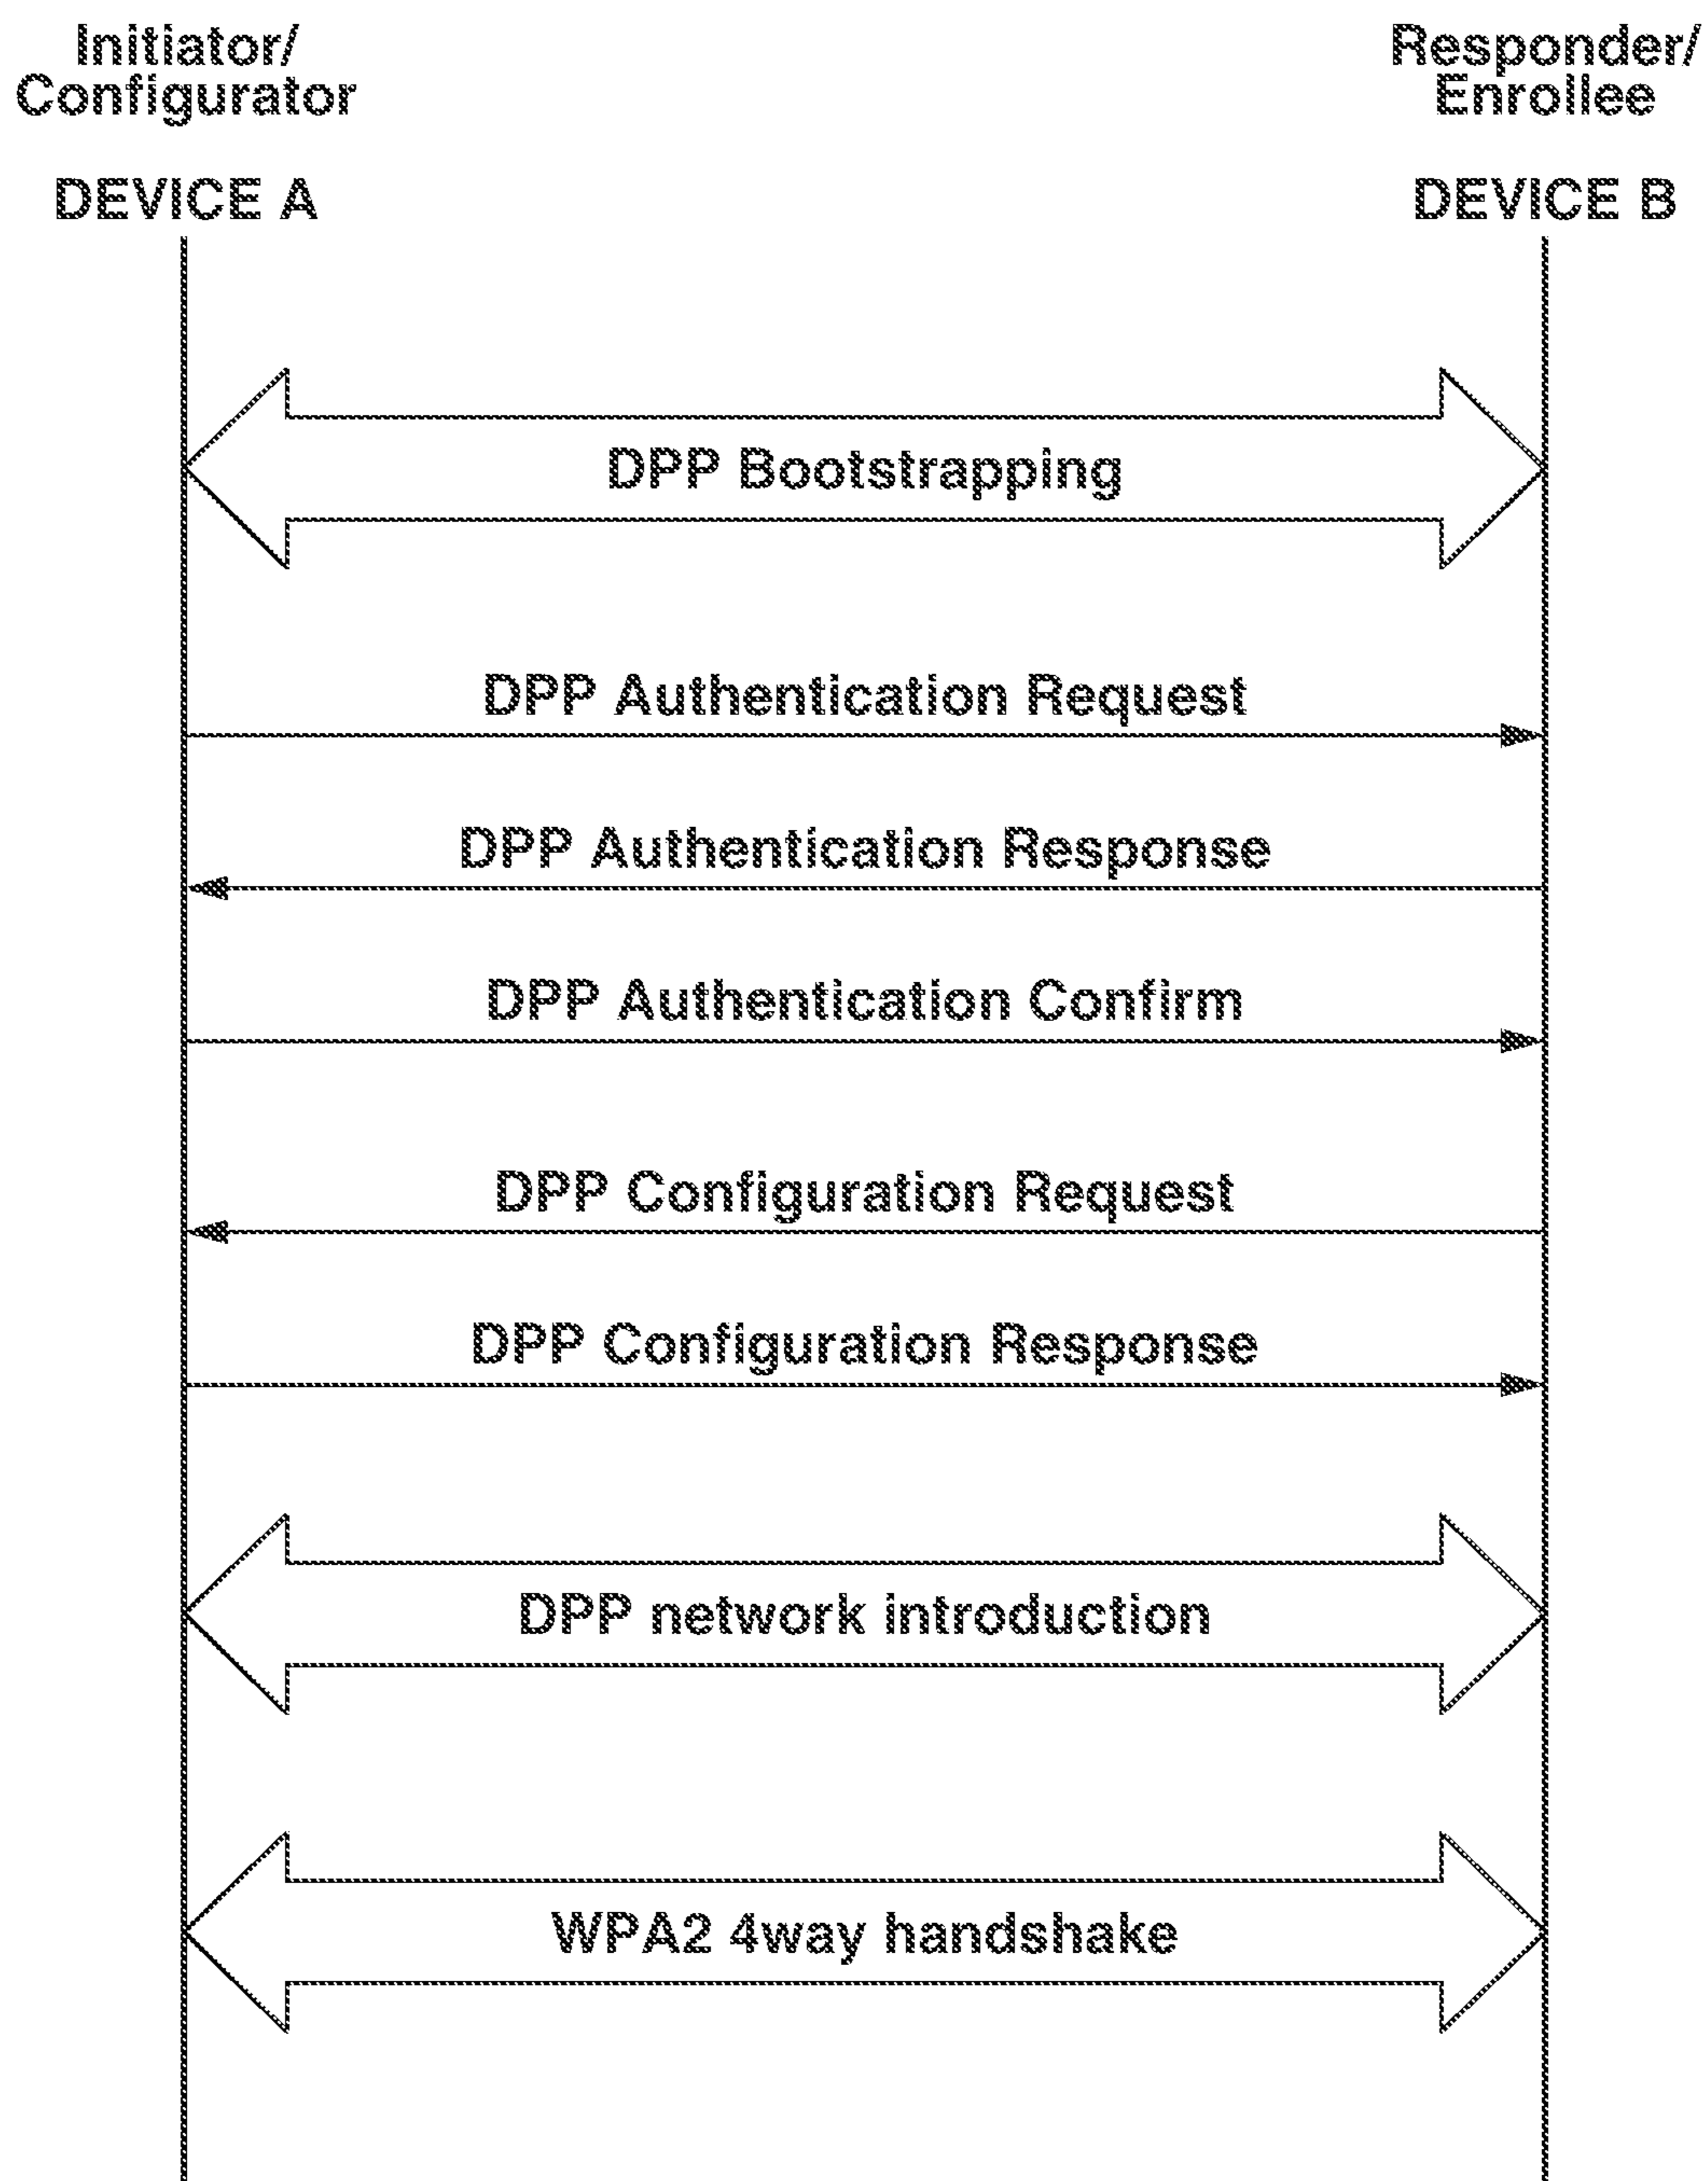 Initiator/
Configurator
DEVICE A
Responder/
Enrollee
DEVICE B
DPP Bootstrapping
DPP Authentication Request
DPP Authentication Response
DPP Authentication Confirm
DPP Configuration Request
DPP Configuration Response
DPP network introduction
WPA2 4way handshake